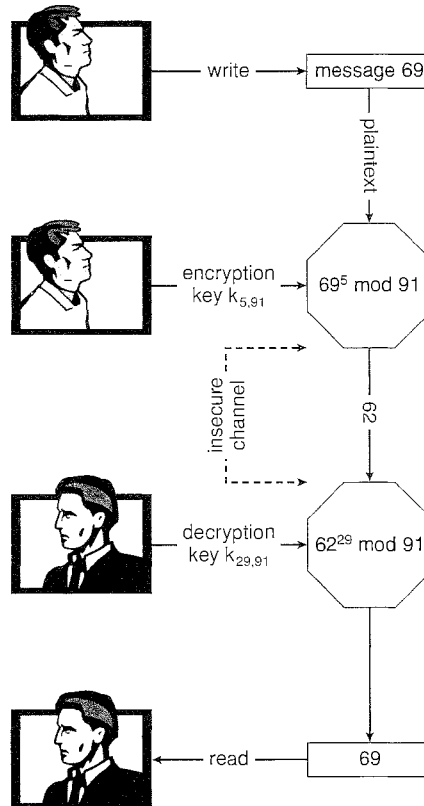 write
message 69
plaintext
encryption
key k₅,₉₁
69⁵ mod 91
insecure
channel
62
decryption
key k₂₉,₉₁
62²⁹ mod 91
read
69